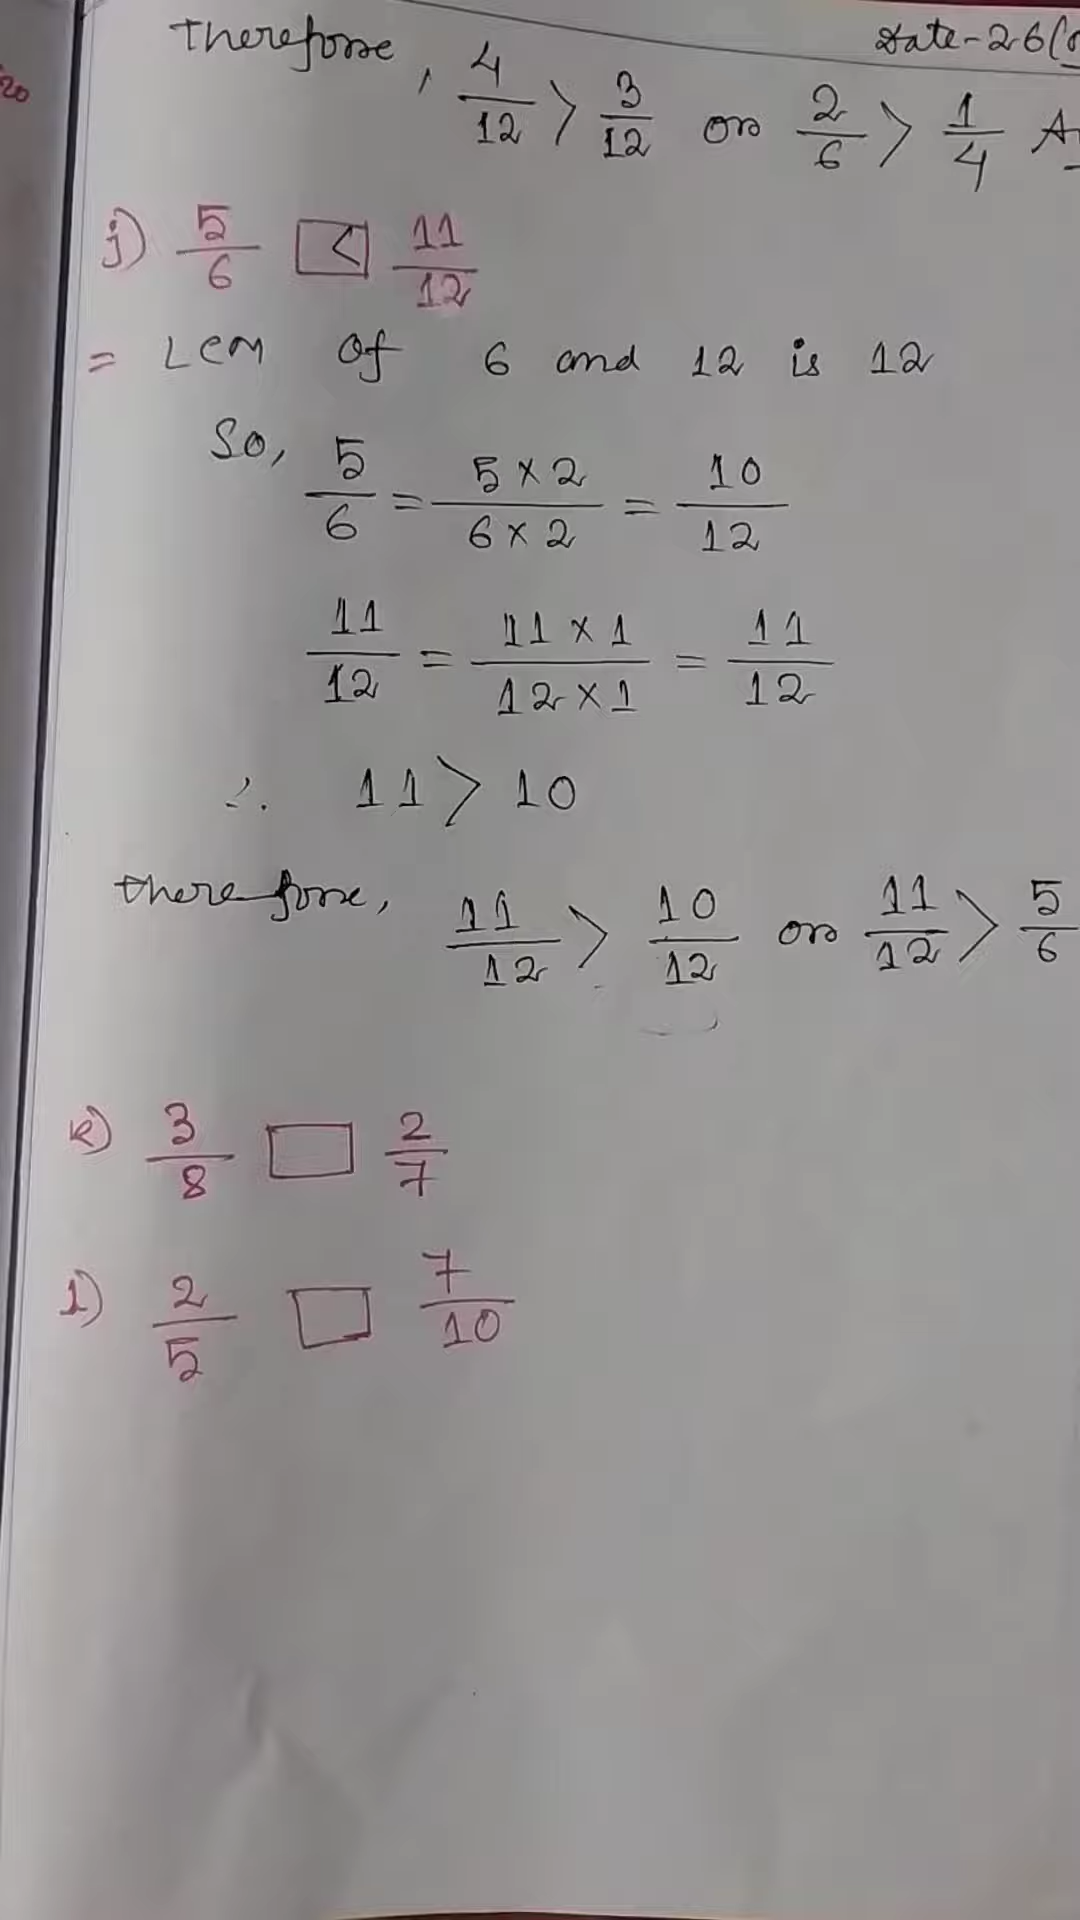 therefore, 4/12 > 3/12 or 2/6 > 1/4
Date-26
20
j) 5/6 < 11/12
= LCM of 6 and 12 is 12
So, 5/6 = 5×2/6×2 = 10/12
11/12 = 11×1/12×1 = 11/12
∴ 11 > 10
therefore, 11/12 > 10/12 or 11/12 > 5/6
k) 3/8 □ 2/7
l) 2/5 □ 7/10